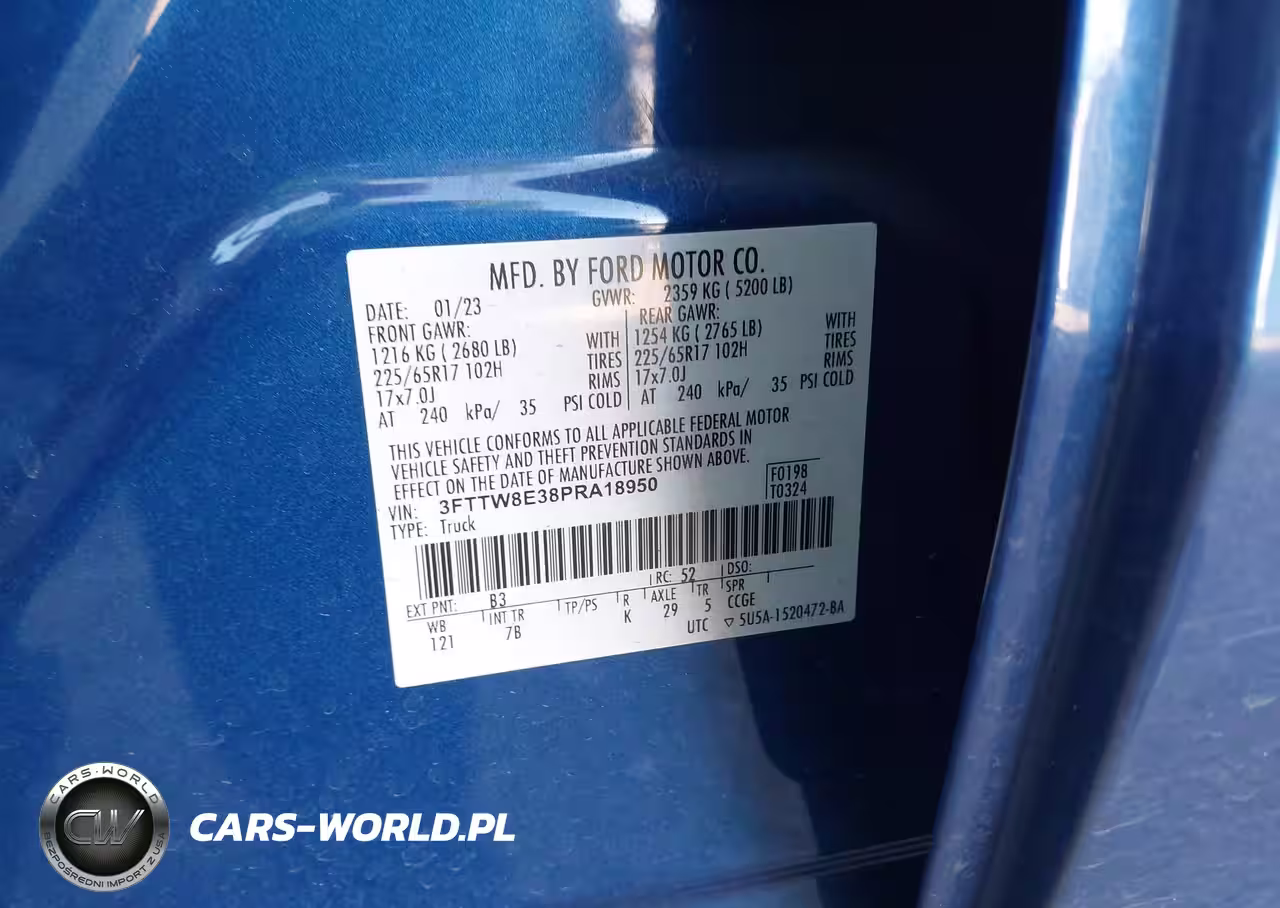 MFD. BY FORD MOTOR CO.
DATE: 01/23 GVWR: 2359 KG ( 5200 LB)
FRONT GAWR: REAR GAWR:
1216 KG ( 2680 LB) WITH 1254 KG ( 2765 LB) WITH
225/65R17 102H TIRES 225/65R17 102H TIRES
17x7.0J RIMS 17x7.0J RIMS
AT 240 kPa/ 35 PSI COLD AT 240 kPa/ 35 PSI COLD
THIS VEHICLE CONFORMS TO ALL APPLICABLE FEDERAL MOTOR
VEHICLE SAFETY AND THEFT PREVENTION STANDARDS IN
EFFECT ON THE DATE OF MANUFACTURE SHOWN ABOVE.
VIN: 3FTTW8E38PRA18950 F0198
TYPE: Truck T0324
EXT PNT: B3 RC: 52 DSO:
WB INT TR TP/PS R AXLE TR SPR
121 7B K 29 5 CCGE
UTC ▽ 5U5A-1520472-BA
CARS-WORLD
CW
BEZPOŚREDNI IMPORT Z USA
CARS-WORLD.PL